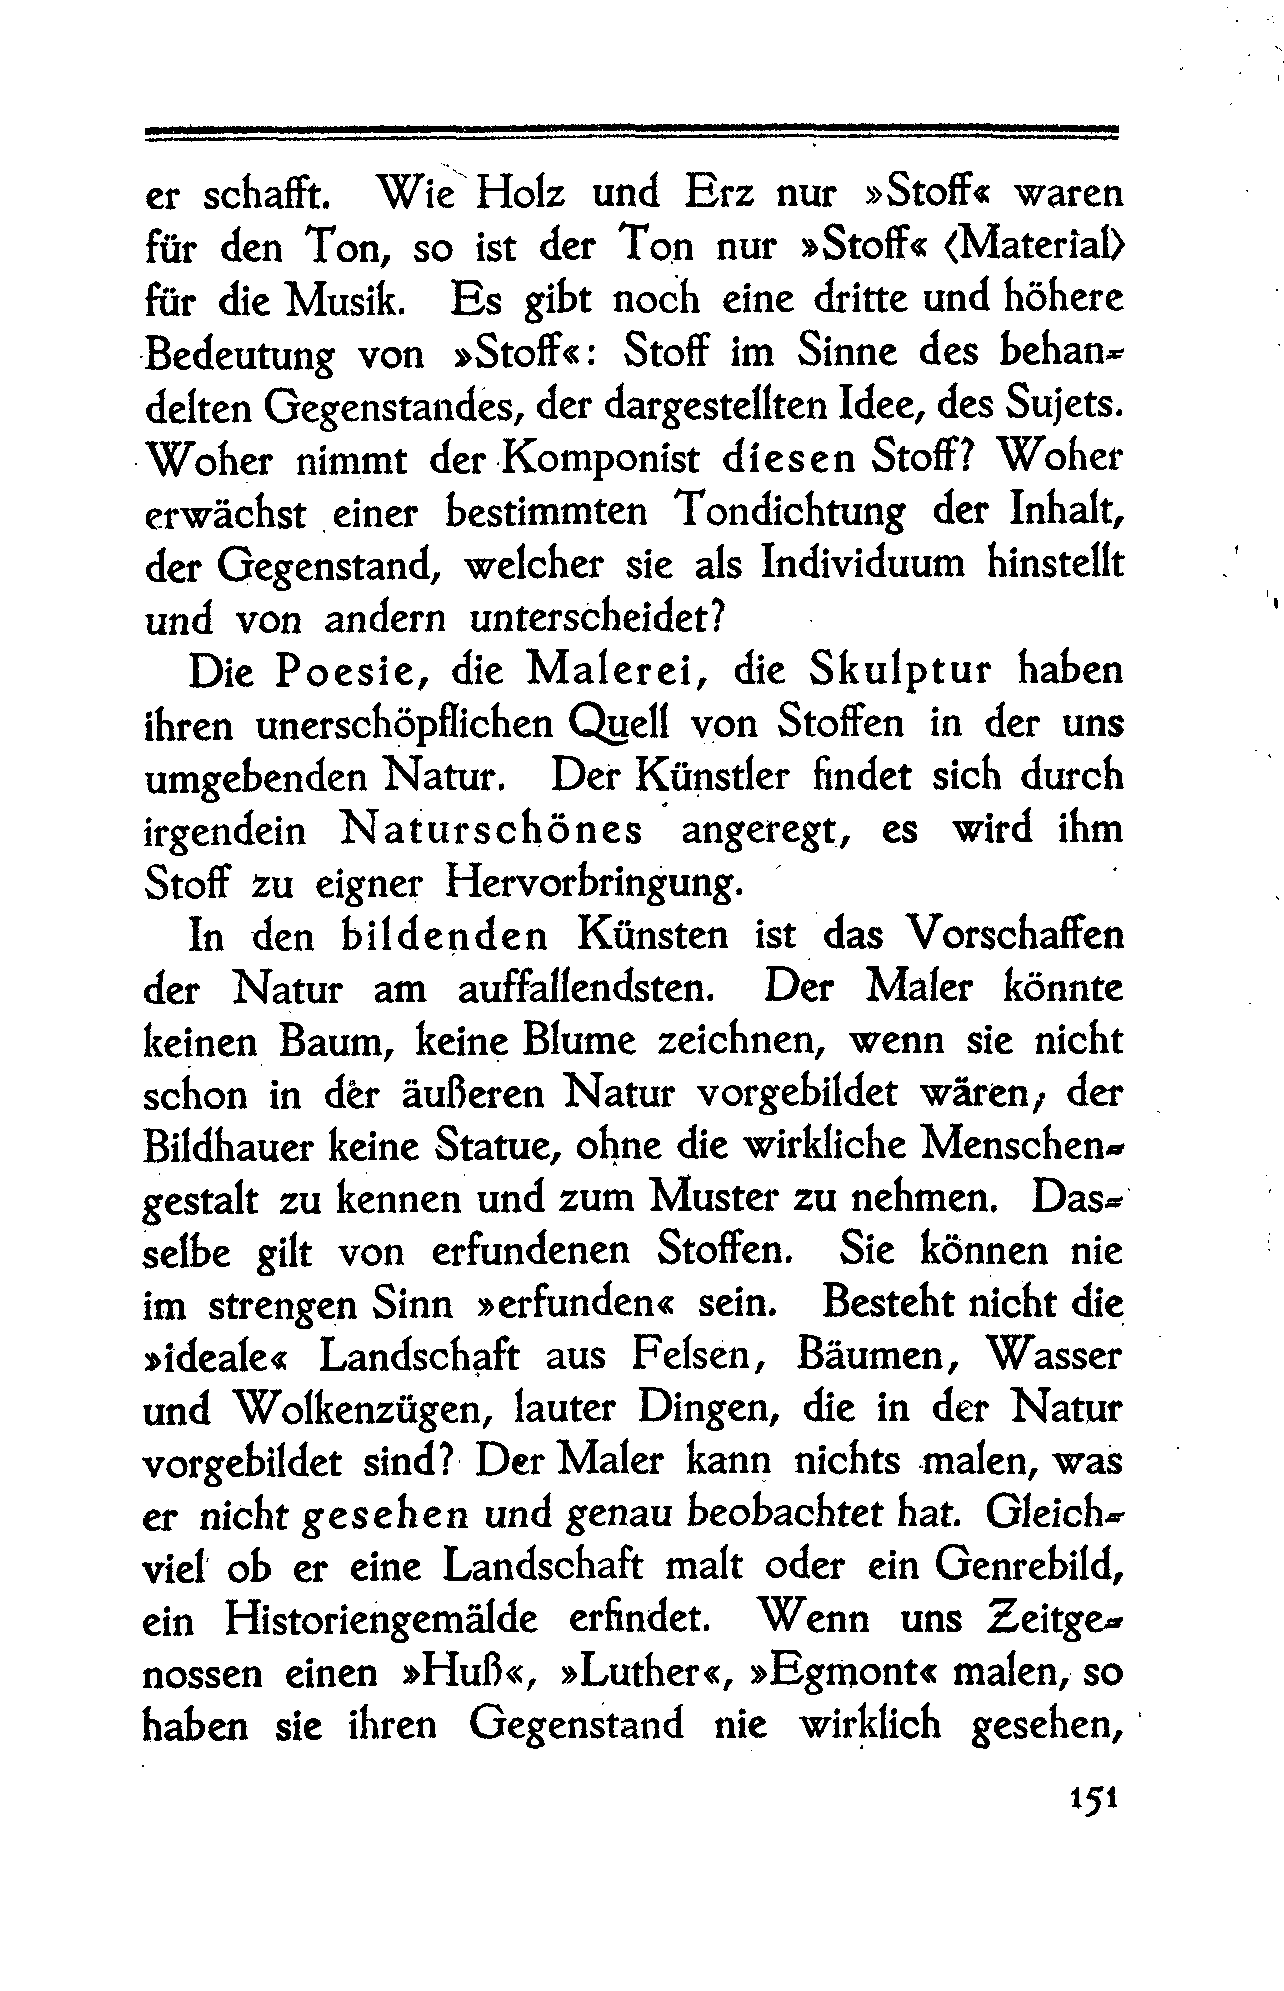 er schafft. Wie Holz und Erz nur »Stoff« waren
für den Ton, so ist der Ton nur »Stoff« ⟨Material⟩
für die Musik. Es gibt noch eine dritte und höhere
Bedeutung von »Stoff«: Stoff im Sinne des behan-
delten Gegenstandes, der dargestellten Idee, des Sujets.
Woher nimmt der Komponist diesen Stoff? Woher
erwächst einer bestimmten Tondichtung der Inhalt,
der Gegenstand, welcher sie als Individuum hinstellt
und von andern unterscheidet?
Die Poesie, die Malerei, die Skulptur haben
ihren unerschöpflichen Quell von Stoffen in der uns
umgebenden Natur. Der Künstler findet sich durch
irgendein Naturschönes angeregt, es wird ihm
Stoff zu eigner Hervorbringung.
In den bildenden Künsten ist das Vorschaffen
der Natur am auffallendsten. Der Maler könnte
keinen Baum, keine Blume zeichnen, wenn sie nicht
schon in der äußeren Natur vorgebildet wären; der
Bildhauer keine Statue, ohne die wirkliche Menschen-
gestalt zu kennen und zum Muster zu nehmen. Das-
selbe gilt von erfundenen Stoffen. Sie können nie
im strengen Sinn »erfunden« sein. Besteht nicht die
»ideale« Landschaft aus Felsen, Bäumen, Wasser
und Wolkenzügen, lauter Dingen, die in der Natur
vorgebildet sind? Der Maler kann nichts malen, was
er nicht gesehen und genau beobachtet hat. Gleich-
viel ob er eine Landschaft malt oder ein Genrebild,
ein Historiengemälde erfindet. Wenn uns Zeitge-
nossen einen »Huß«, »Luther«, »Egmont« malen, so
haben sie ihren Gegenstand nie wirklich gesehen,
151